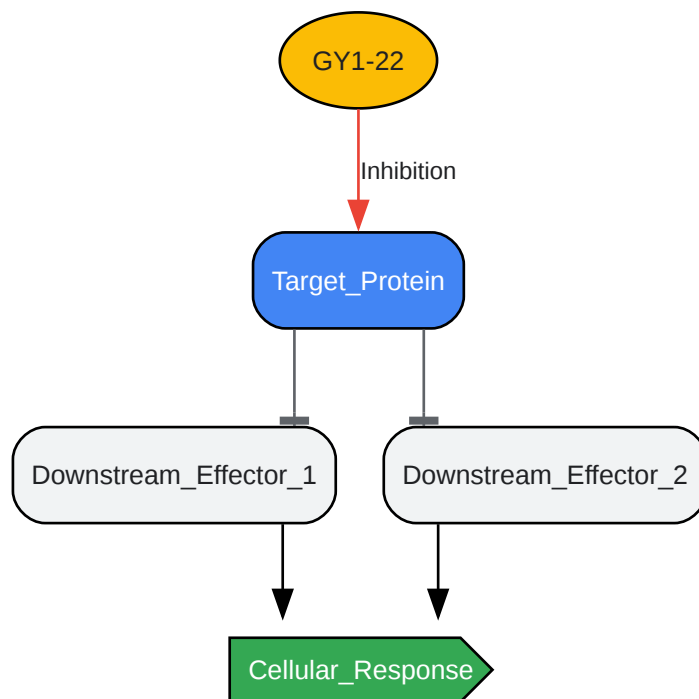 GY1-22
Inhibition
Target_Protein
Downstream_Effector_1
Downstream_Effector_2
Cellular_Response